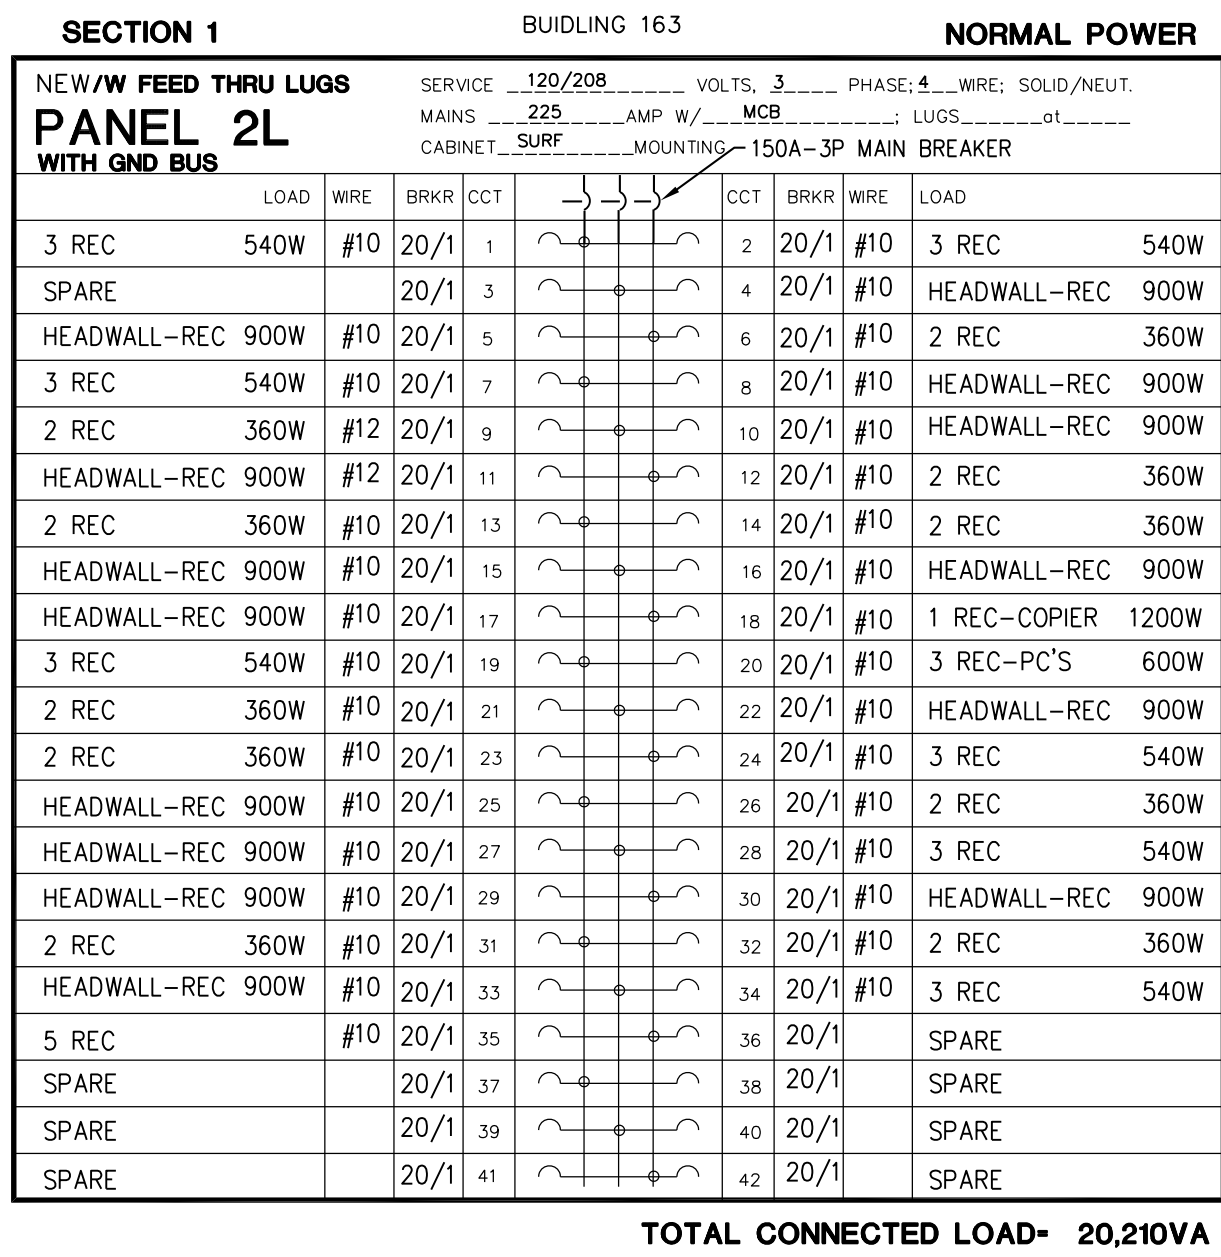 SECTION 1 BUIDLING 163 NORMAL POWER
NEW/W FEED THRU LUGS SERVICE 120/208 VOLTS, 3 PHASE; 4 WIRE; SOLID/NEUT.
PANEL 2L MAINS 225 AMP W/ MCB ; LUGS at
WITH GND BUS CABINET SURF MOUNTING 150A-3P MAIN BREAKER
LOAD WIRE BRKR CCT CCT BRKR WIRE LOAD
3 REC 540W #10 20/1 1 2 20/1 #10 3 REC 540W
SPARE 20/1 3 4 20/1 #10 HEADWALL-REC 900W
HEADWALL-REC 900W #10 20/1 5 6 20/1 #10 2 REC 360W
3 REC 540W #10 20/1 7 8 20/1 #10 HEADWALL-REC 900W
2 REC 360W #12 20/1 9 10 20/1 #10 HEADWALL-REC 900W
HEADWALL-REC 900W #12 20/1 11 12 20/1 #10 2 REC 360W
2 REC 360W #10 20/1 13 14 20/1 #10 2 REC 360W
HEADWALL-REC 900W #10 20/1 15 16 20/1 #10 HEADWALL-REC 900W
HEADWALL-REC 900W #10 20/1 17 18 20/1 #10 1 REC-COPIER 1200W
3 REC 540W #10 20/1 19 20 20/1 #10 3 REC-PC'S 600W
2 REC 360W #10 20/1 21 22 20/1 #10 HEADWALL-REC 900W
2 REC 360W #10 20/1 23 24 20/1 #10 3 REC 540W
HEADWALL-REC 900W #10 20/1 25 26 20/1 #10 2 REC 360W
HEADWALL-REC 900W #10 20/1 27 28 20/1 #10 3 REC 540W
HEADWALL-REC 900W #10 20/1 29 30 20/1 #10 HEADWALL-REC 900W
2 REC 360W #10 20/1 31 32 20/1 #10 2 REC 360W
HEADWALL-REC 900W #10 20/1 33 34 20/1 #10 3 REC 540W
5 REC #10 20/1 35 36 20/1 SPARE
SPARE 20/1 37 38 20/1 SPARE
SPARE 20/1 39 40 20/1 SPARE
SPARE 20/1 41 42 20/1 SPARE
TOTAL CONNECTED LOAD= 20,210VA